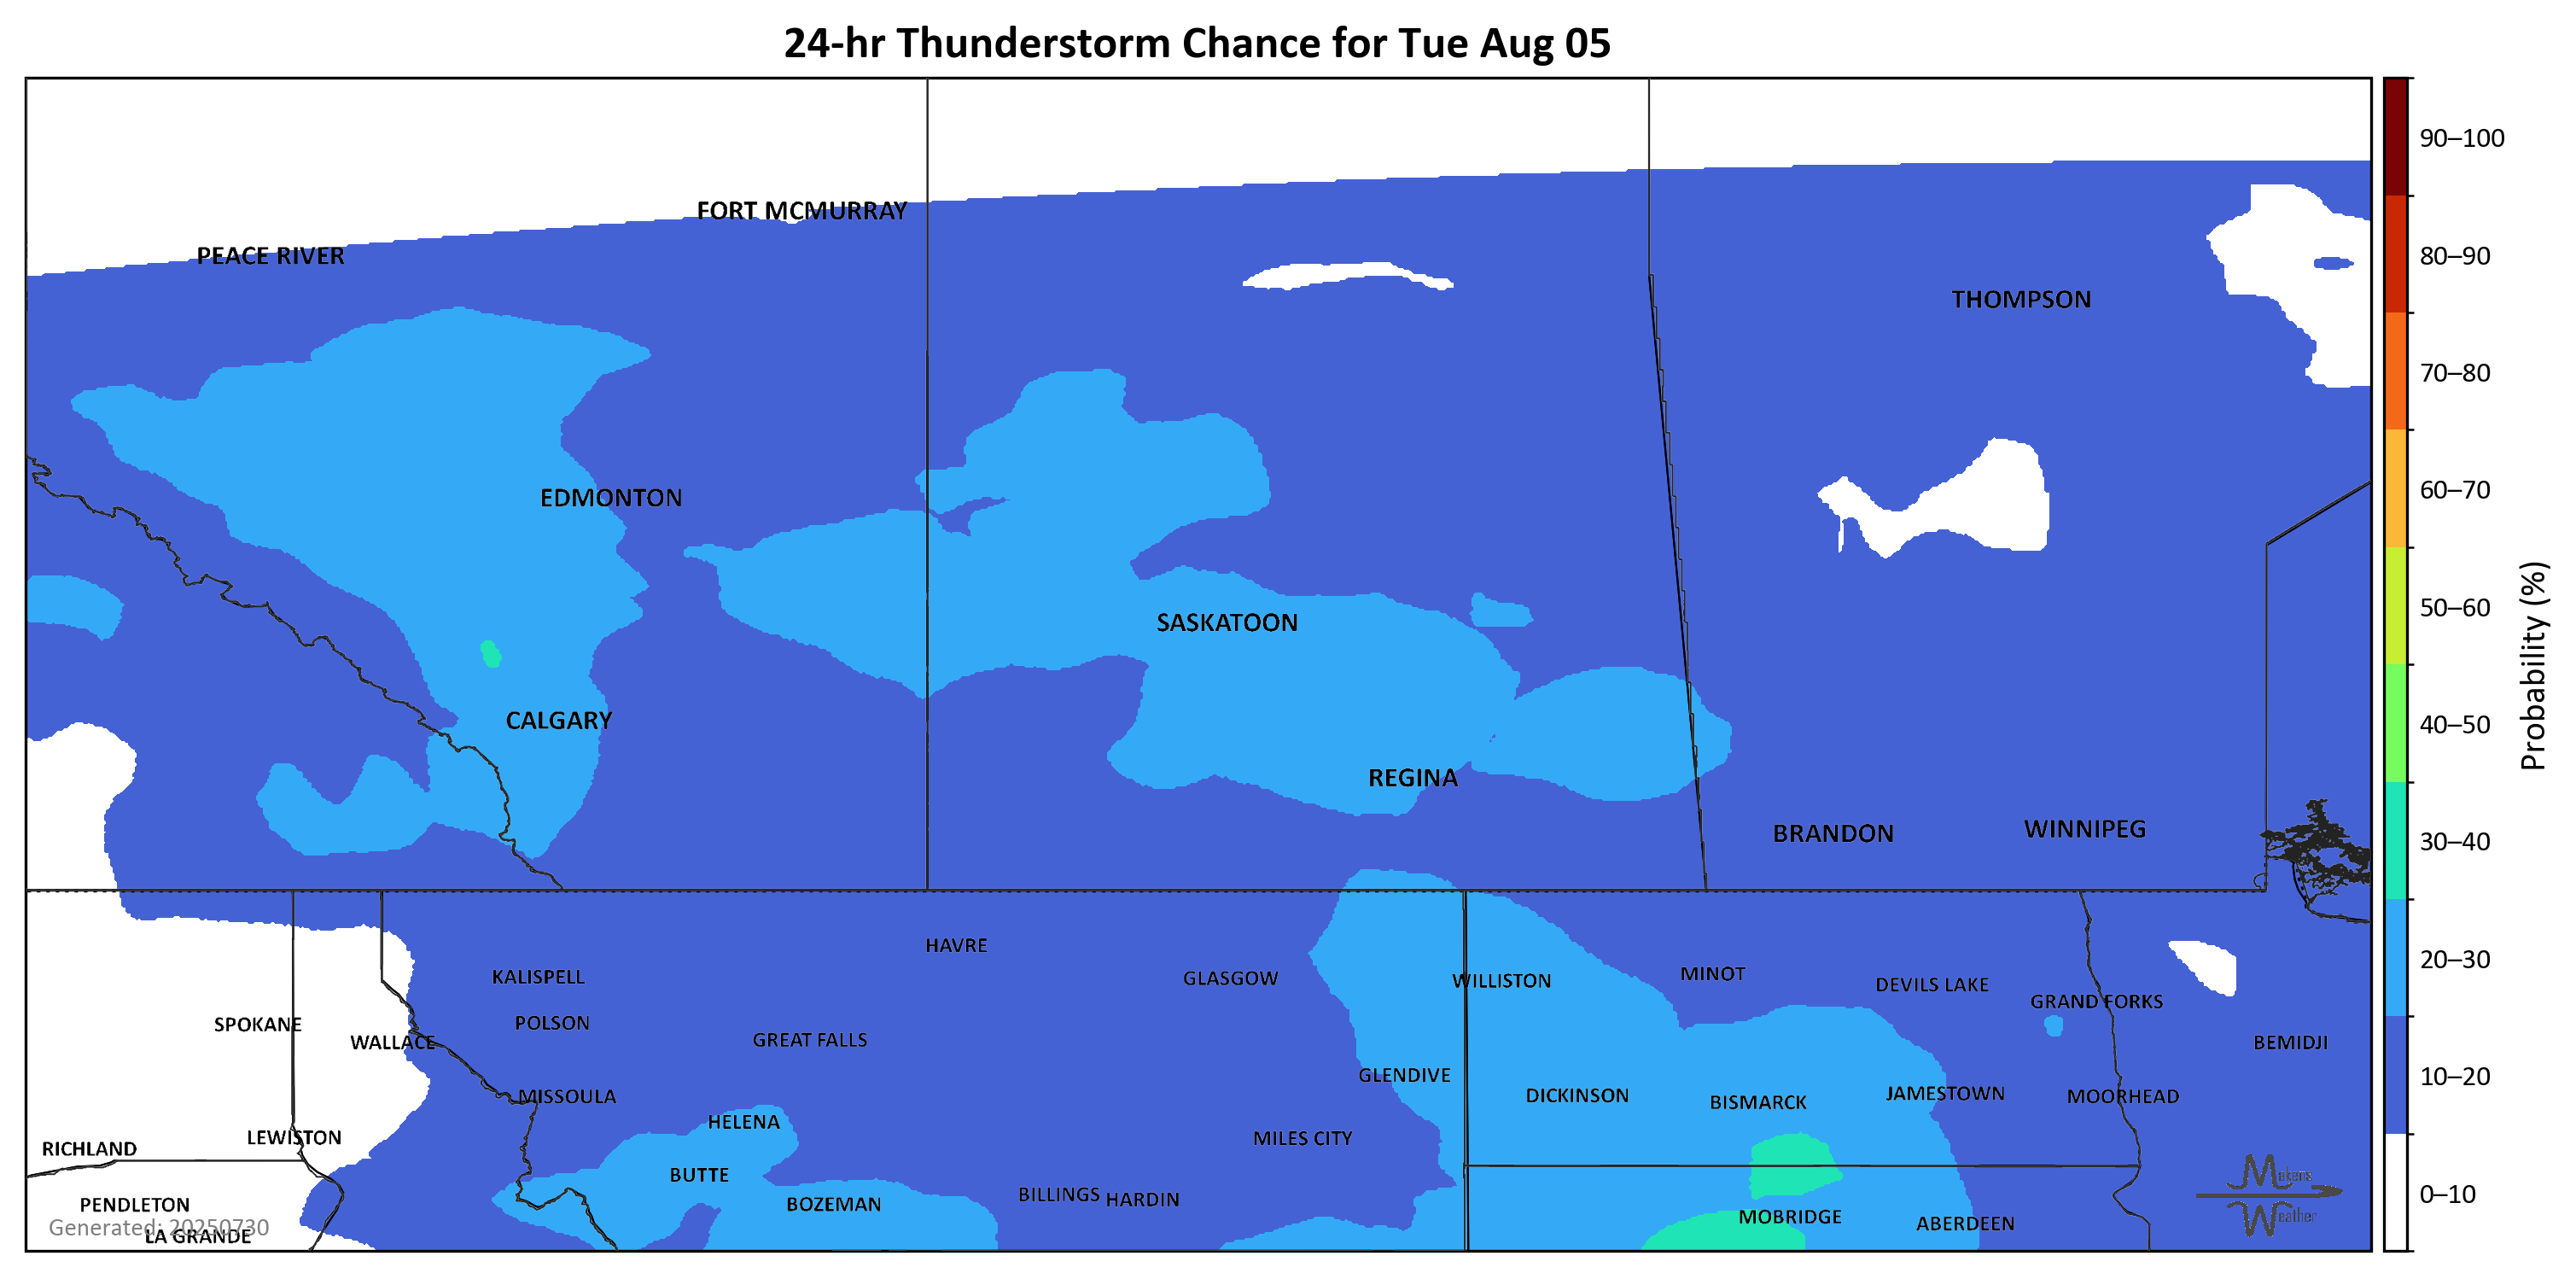 24-hr Thunderstorm Chance for Tue Aug 05
90–100
FORT MCMURRAY
PEACE RIVER
80–90
THOMPSON
70–80
60–70
EDMONTON
50–60
SASKATOON
Probability (%)
CALGARY
40–50
REGINA
BRANDON
WINNIPEG
30–40
HAVRE
20–30
KALISPELL
GLASGOW
WILLISTON
MINOT
DEVILS LAKE
GRAND FORKS
SPOKANE
POLSON
WALLACE
GREAT FALLS
BEMIDJI
GLENDIVE
10–20
MISSOULA
DICKINSON
BISMARCK
JAMESTOWN
MOORHEAD
HELENA
LEWISTON
MILES CITY
RICHLAND
BUTTE
Makens
Weather
0–10
PENDLETON
BOZEMAN
BILLINGS
HARDIN
MOBRIDGE
ABERDEEN
Generated: 20250730
LA GRANDE